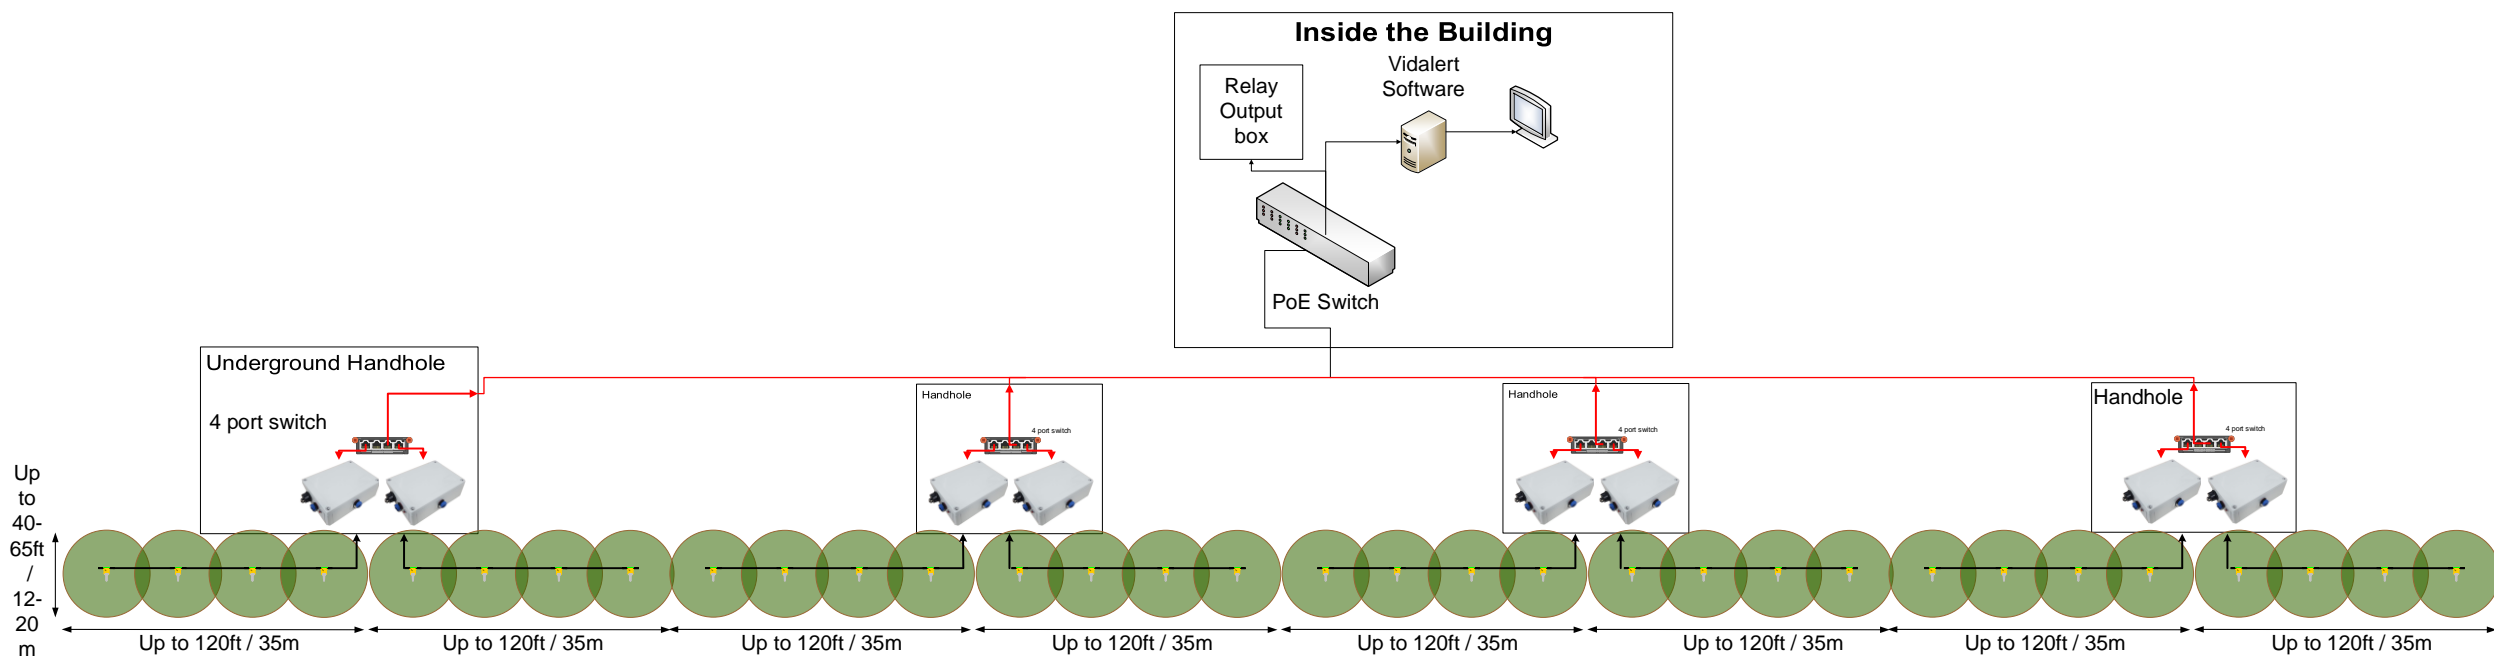 Inside the Building
Vidalert
Software
Relay
Output
box
PoE Switch
Underground Handhole
4 port switch
Handhole
4 port switch
Handhole
4 port switch
Handhole
4 port switch
Up
to
40-
65ft
/
12-
20
m
Up to 120ft / 35m
Up to 120ft / 35m
Up to 120ft / 35m
Up to 120ft / 35m
Up to 120ft / 35m
Up to 120ft / 35m
Up to 120ft / 35m
Up to 120ft / 35m